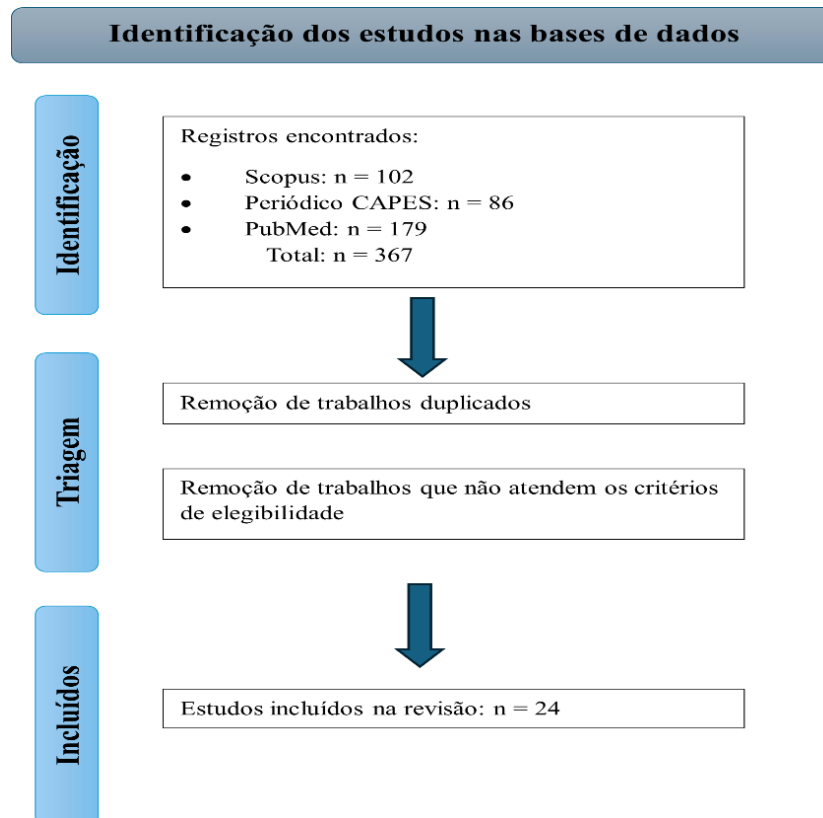 Identificação dos estudos nas bases de dados
Identificação
Registros encontrados:
• Scopus: n = 102
• Periódico CAPES: n = 86
• PubMed: n = 179
Total: n = 367
Triagem
Remoção de trabalhos duplicados
Remoção de trabalhos que não atendem os critérios
de elegibilidade
Incluídos
Estudos incluídos na revisão: n = 24